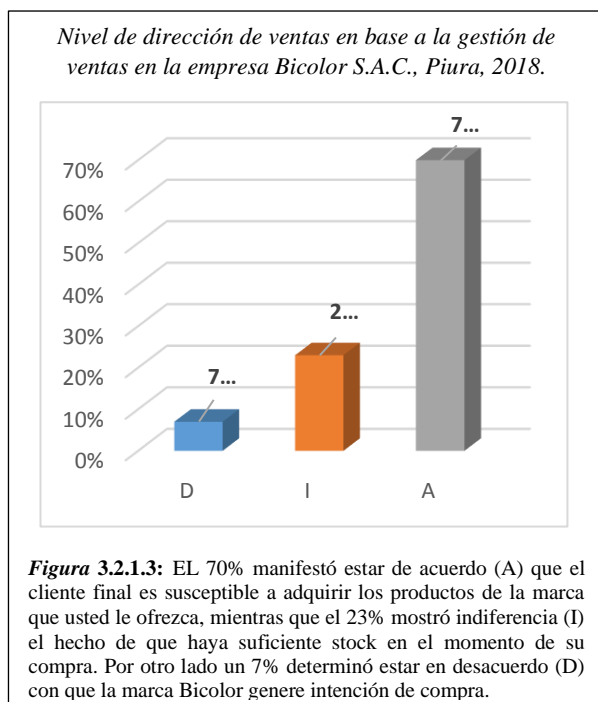 Nivel de dirección de ventas en base a la gestión de
ventas en la empresa Bicolor S.A.C., Piura, 2018.
7...
70%
60%
50%
40%
30%
2...
20%
7...
10%
0%
D I A
Figura 3.2.1.3: EL 70% manifestó estar de acuerdo (A) que el
cliente final es susceptible a adquirir los productos de la marca
que usted le ofrezca, mientras que el 23% mostró indiferencia (I)
el hecho de que haya suficiente stock en el momento de su
compra. Por otro lado un 7% determinó estar en desacuerdo (D)
con que la marca Bicolor genere intención de compra.